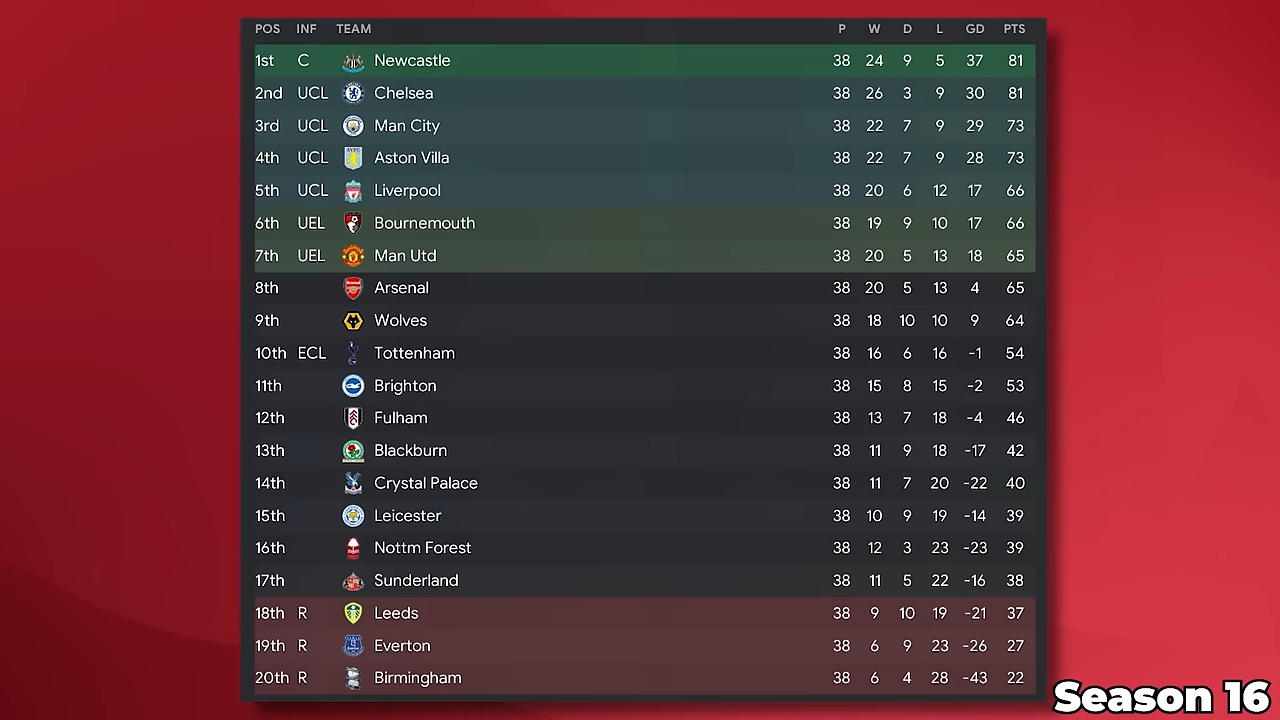 POS INF TEAM P W D L GD PTS
1st C Newcastle 38 24 9 5 37 81
2nd UCL Chelsea 38 26 3 9 30 81
3rd UCL Man City 38 22 7 9 29 73
4th UCL Aston Villa 38 22 7 9 28 73
5th UCL Liverpool 38 20 6 12 17 66
6th UEL Bournemouth 38 19 9 10 17 66
7th UEL Man Utd 38 20 5 13 18 65
8th Arsenal 38 20 5 13 4 65
9th Wolves 38 18 10 10 9 64
10th ECL Tottenham 38 16 6 16 -1 54
11th Brighton 38 15 8 15 -2 53
12th Fulham 38 13 7 18 -4 46
13th Blackburn 38 11 9 18 -17 42
14th Crystal Palace 38 11 7 20 -22 40
15th Leicester 38 10 9 19 -14 39
16th Nottm Forest 38 12 3 23 -23 39
17th Sunderland 38 11 5 22 -16 38
18th R Leeds 38 9 10 19 -21 37
19th R Everton 38 6 9 23 -26 27
20th R Birmingham 38 6 4 28 -43 22
Season 16